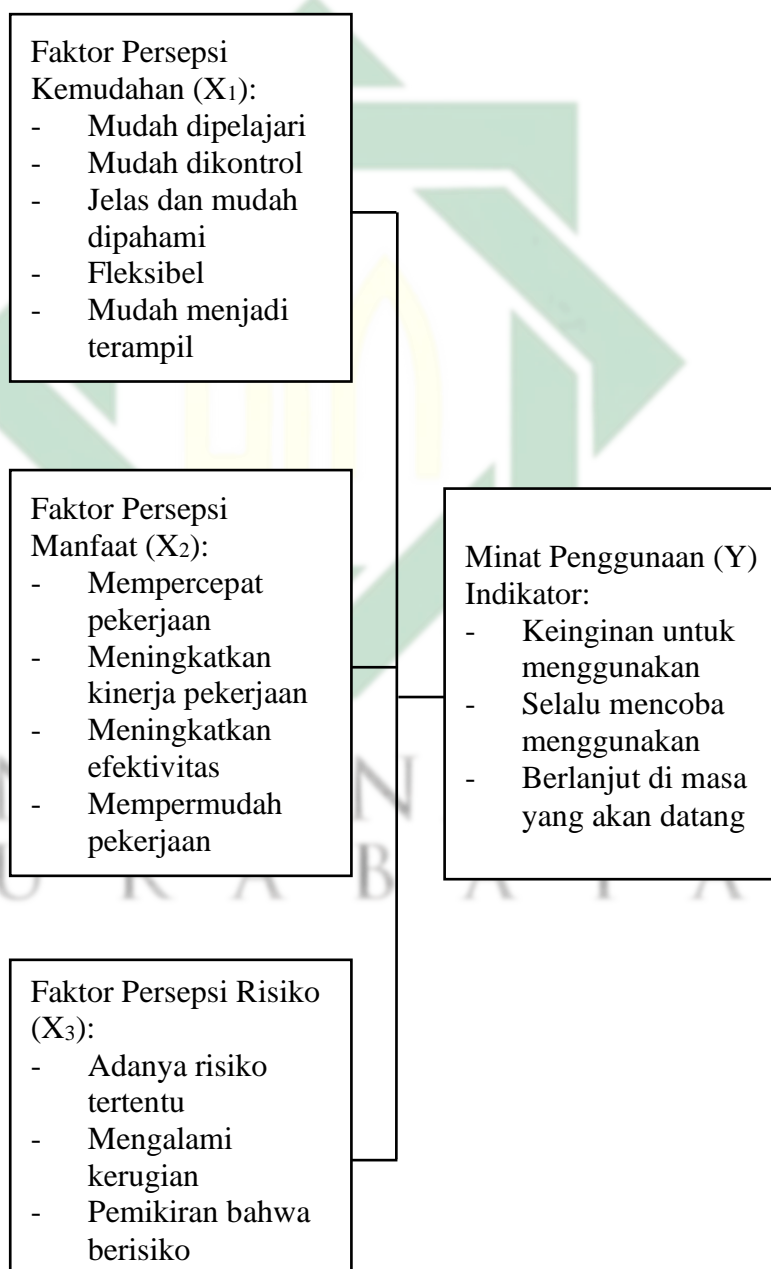 Faktor Persepsi
Kemudahan (X₁):
- Mudah dipelajari
- Mudah dikontrol
- Jelas dan mudah
dipahami
- Fleksibel
- Mudah menjadi
terampil
Faktor Persepsi
Manfaat (X₂):
- Mempercepat
pekerjaan
- Meningkatkan
kinerja pekerjaan
- Meningkatkan
efektivitas
- Mempermudah
pekerjaan
Minat Penggunaan (Y)
Indikator:
- Keinginan untuk
menggunakan
- Selalu mencoba
menggunakan
- Berlanjut di masa
yang akan datang
Faktor Persepsi Risiko
(X₃):
- Adanya risiko
tertentu
- Mengalami
kerugian
- Pemikiran bahwa
berisiko